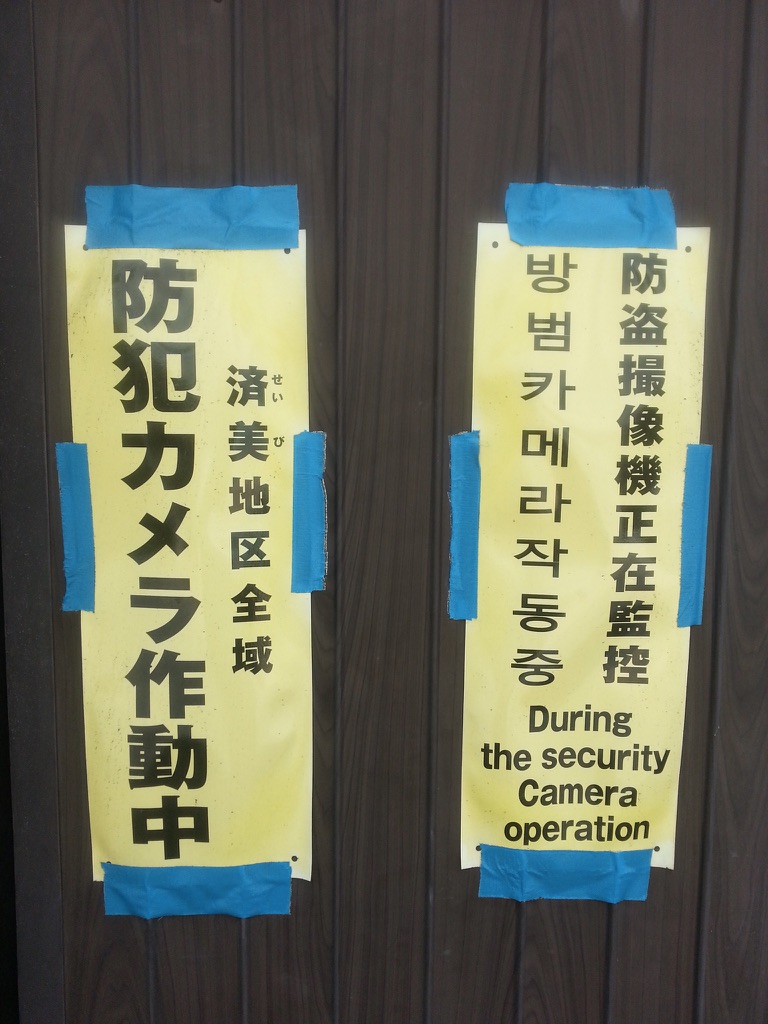 済美地区全域
せいび
防犯カメラ作動中
防盗撮像機正在監控
방범카메라작동중
During
the security
Camera
operation